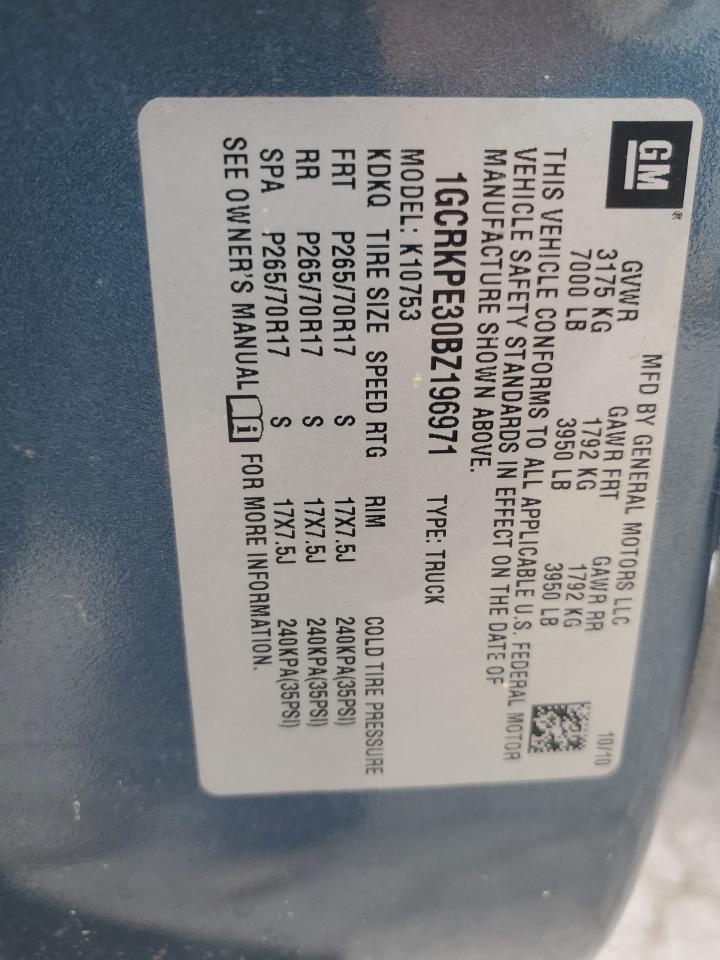 GM®
MFD BY GENERAL MOTORS LLC 10/10
GVWR GAWR FRT GAWR RR
3175 KG 1792 KG 1792 KG
7000 LB 3950 LB 3950 LB
THIS VEHICLE CONFORMS TO ALL APPLICABLE U.S. FEDERAL MOTOR
VEHICLE SAFETY STANDARDS IN EFFECT ON THE DATE OF
MANUFACTURE SHOWN ABOVE.
1GCRKPE30BZ196971 TYPE: TRUCK
MODEL: K10753
KDKQ TIRE SIZE SPEED RTG RIM COLD TIRE PRESSURE
FRT P265/70R17 S 17X7.5J 240KPA(35PSI)
RR P265/70R17 S 17X7.5J 240KPA(35PSI)
SPA P265/70R17 S 17X7.5J 240KPA(35PSI)
SEE OWNER'S MANUAL i FOR MORE INFORMATION.